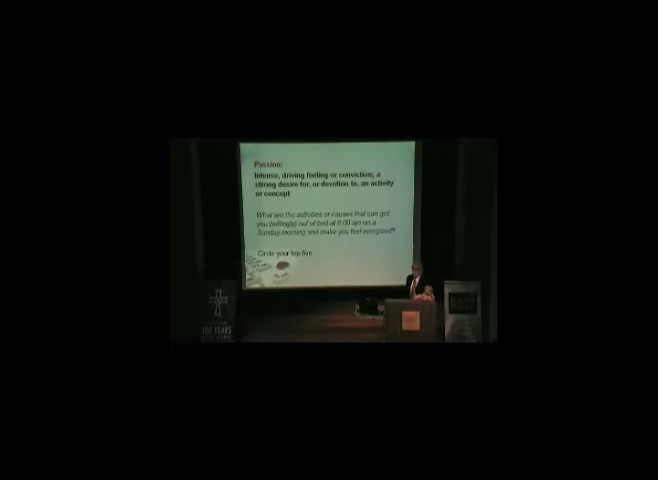 Passion:
Intense, driving feeling or conviction; a
strong desire for, or devotion to, an activity
or concept
What are the activities or causes that can get
you (willingly) out of bed at 6:00 am on a
Sunday morning and make you feel energized?
Circle your top five
100 YEARS